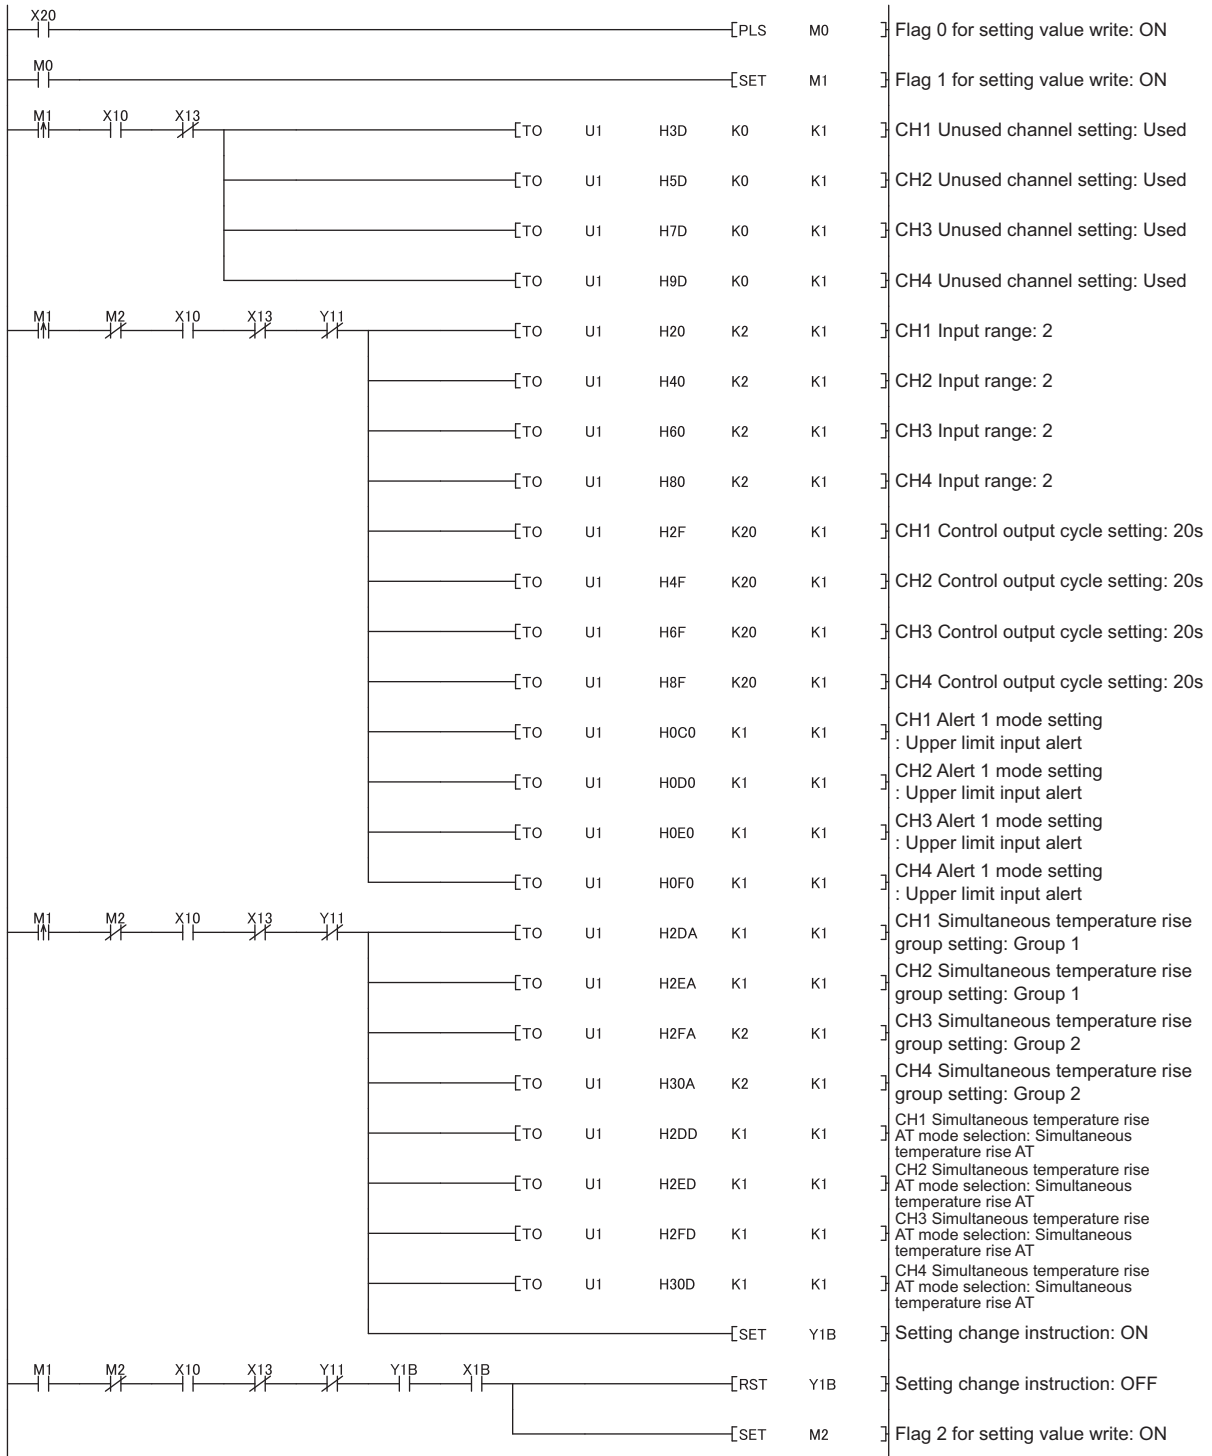 X20
[PLS M0 ] Flag 0 for setting value write: ON
M0
[SET M1 ] Flag 1 for setting value write: ON
M1 X10 X13
[TO U1 H3D K0 K1 ] CH1 Unused channel setting: Used
[TO U1 H5D K0 K1 ] CH2 Unused channel setting: Used
[TO U1 H7D K0 K1 ] CH3 Unused channel setting: Used
[TO U1 H9D K0 K1 ] CH4 Unused channel setting: Used
M1 M2 X10 X13 Y11
[TO U1 H20 K2 K1 ] CH1 Input range: 2
[TO U1 H40 K2 K1 ] CH2 Input range: 2
[TO U1 H60 K2 K1 ] CH3 Input range: 2
[TO U1 H80 K2 K1 ] CH4 Input range: 2
[TO U1 H2F K20 K1 ] CH1 Control output cycle setting: 20s
[TO U1 H4F K20 K1 ] CH2 Control output cycle setting: 20s
[TO U1 H6F K20 K1 ] CH3 Control output cycle setting: 20s
[TO U1 H8F K20 K1 ] CH4 Control output cycle setting: 20s
[TO U1 H0C0 K1 K1 ] CH1 Alert 1 mode setting
: Upper limit input alert
[TO U1 H0D0 K1 K1 ] CH2 Alert 1 mode setting
: Upper limit input alert
[TO U1 H0E0 K1 K1 ] CH3 Alert 1 mode setting
: Upper limit input alert
[TO U1 H0F0 K1 K1 ] CH4 Alert 1 mode setting
: Upper limit input alert
M1 M2 X10 X13 Y11
[TO U1 H2DA K1 K1 ] CH1 Simultaneous temperature rise
group setting: Group 1
[TO U1 H2EA K1 K1 ] CH2 Simultaneous temperature rise
group setting: Group 1
[TO U1 H2FA K2 K1 ] CH3 Simultaneous temperature rise
group setting: Group 2
[TO U1 H30A K2 K1 ] CH4 Simultaneous temperature rise
group setting: Group 2
[TO U1 H2DD K1 K1 ] CH1 Simultaneous temperature rise
AT mode selection: Simultaneous
temperature rise AT
[TO U1 H2ED K1 K1 ] CH2 Simultaneous temperature rise
AT mode selection: Simultaneous
temperature rise AT
[TO U1 H2FD K1 K1 ] CH3 Simultaneous temperature rise
AT mode selection: Simultaneous
temperature rise AT
[TO U1 H30D K1 K1 ] CH4 Simultaneous temperature rise
AT mode selection: Simultaneous
temperature rise AT
[SET Y1B ] Setting change instruction: ON
M1 M2 X10 X13 Y11 Y1B X1B
[RST Y1B ] Setting change instruction: OFF
[SET M2 ] Flag 2 for setting value write: ON